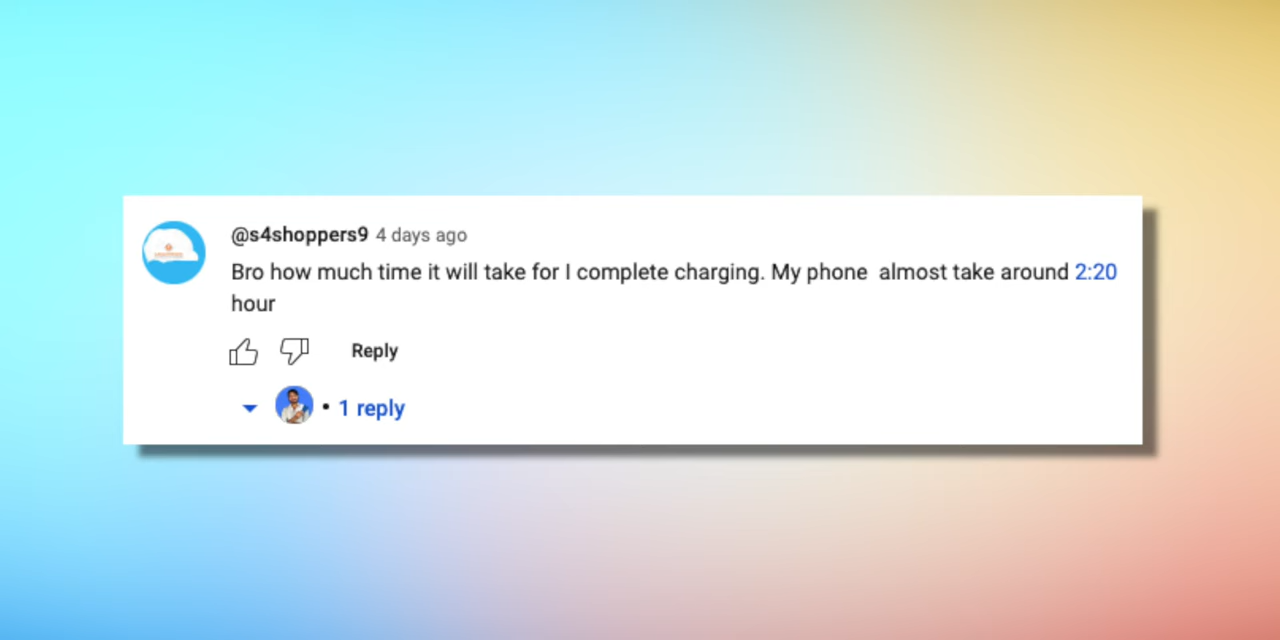 @s4shoppers9 4 days ago
Bro how much time it will take for I complete charging. My phone  almost take around 2:20
hour
Reply
• 1 reply